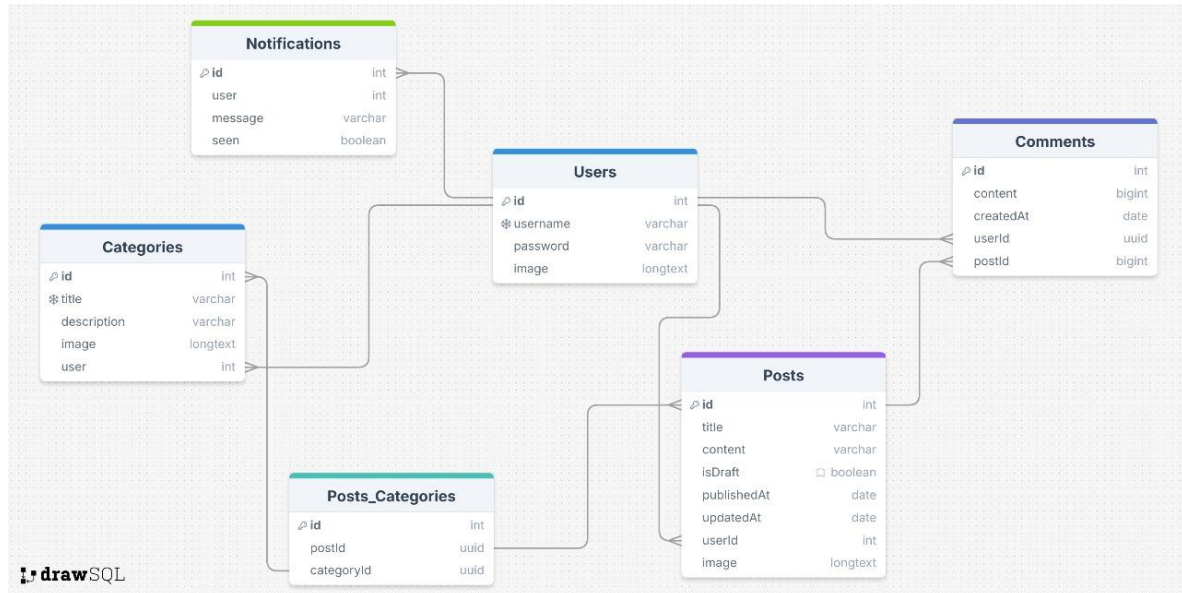 Notifications
id int
user int
message varchar
seen boolean
Users
id int
username varchar
password varchar
image longtext
Comments
id int
content bigint
createdAt date
userId uuid
postId bigint
Categories
id int
title varchar
description varchar
image longtext
user int
Posts
id int
title varchar
content varchar
isDraft boolean
publishedAt date
updatedAt date
userId int
image longtext
Posts_Categories
id int
postId uuid
categoryId uuid
drawSQL